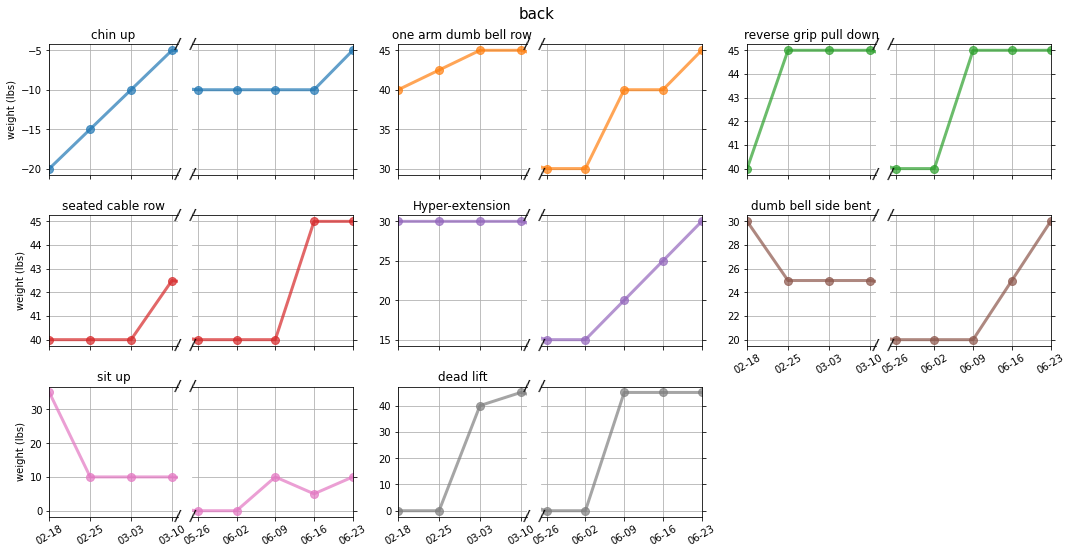 back
chin up
one arm dumb bell row
reverse grip pull down
weight (lbs)
−5
−10
−15
−20
45
40
35
30
45
44
43
42
41
40
seated cable row
Hyper-extension
dumb bell side bent
weight (lbs)
45
44
43
42
41
40
30
25
20
15
30
28
26
24
22
20
02-18 02-25 03-03 03-10 05-26 06-02 06-09 06-16 06-23
sit up
dead lift
weight (lbs)
30
20
10
0
40
30
20
10
0
02-18 02-25 03-03 03-10 05-26 06-02 06-09 06-16 06-23
02-18 02-25 03-03 03-10 05-26 06-02 06-09 06-16 06-23